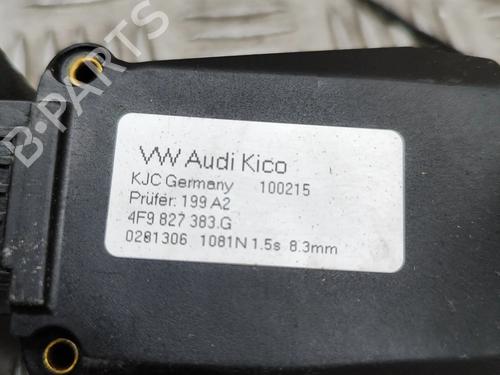 VW Audi Kico
KJC Germany 100215
Prüfer: 199 A2
4F9 827 383.G
0281306 1081N 1.5s 8.3mm
B-PARTS